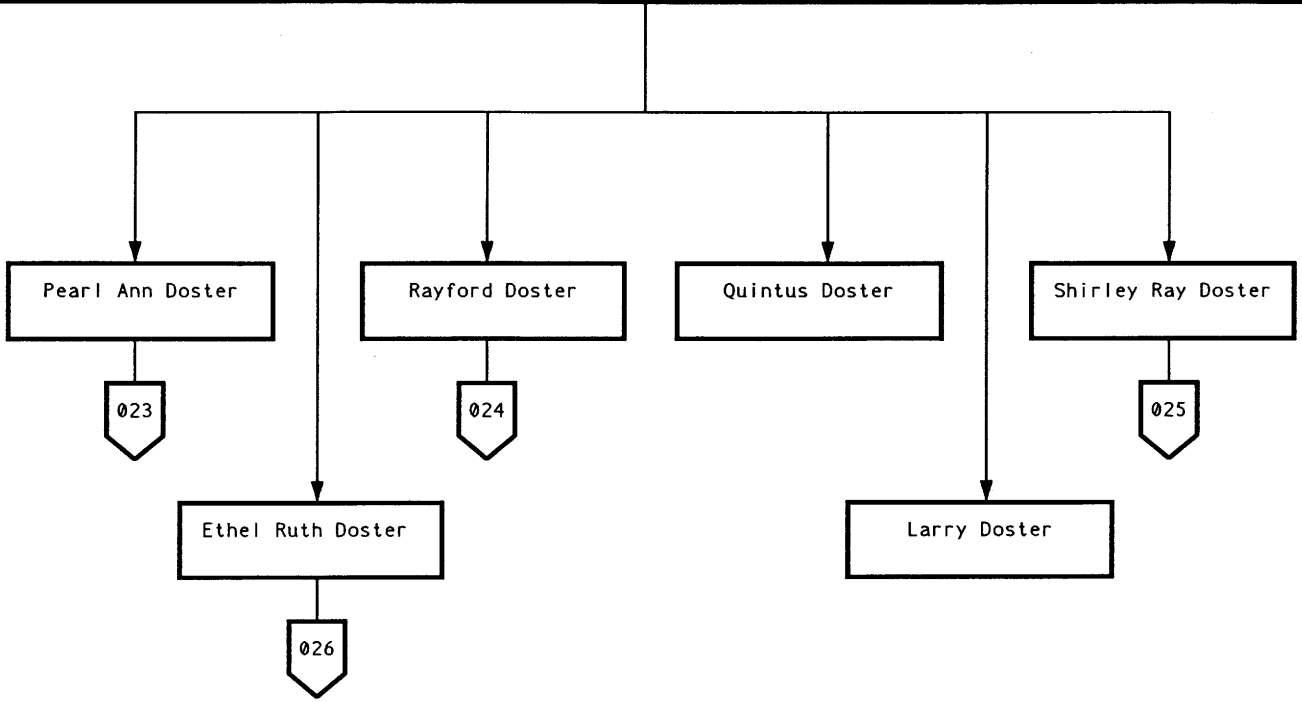 Pearl Ann Doster
Rayford Doster
Quintus Doster
Shirley Ray Doster
023
024
025
Ethel Ruth Doster
Larry Doster
026